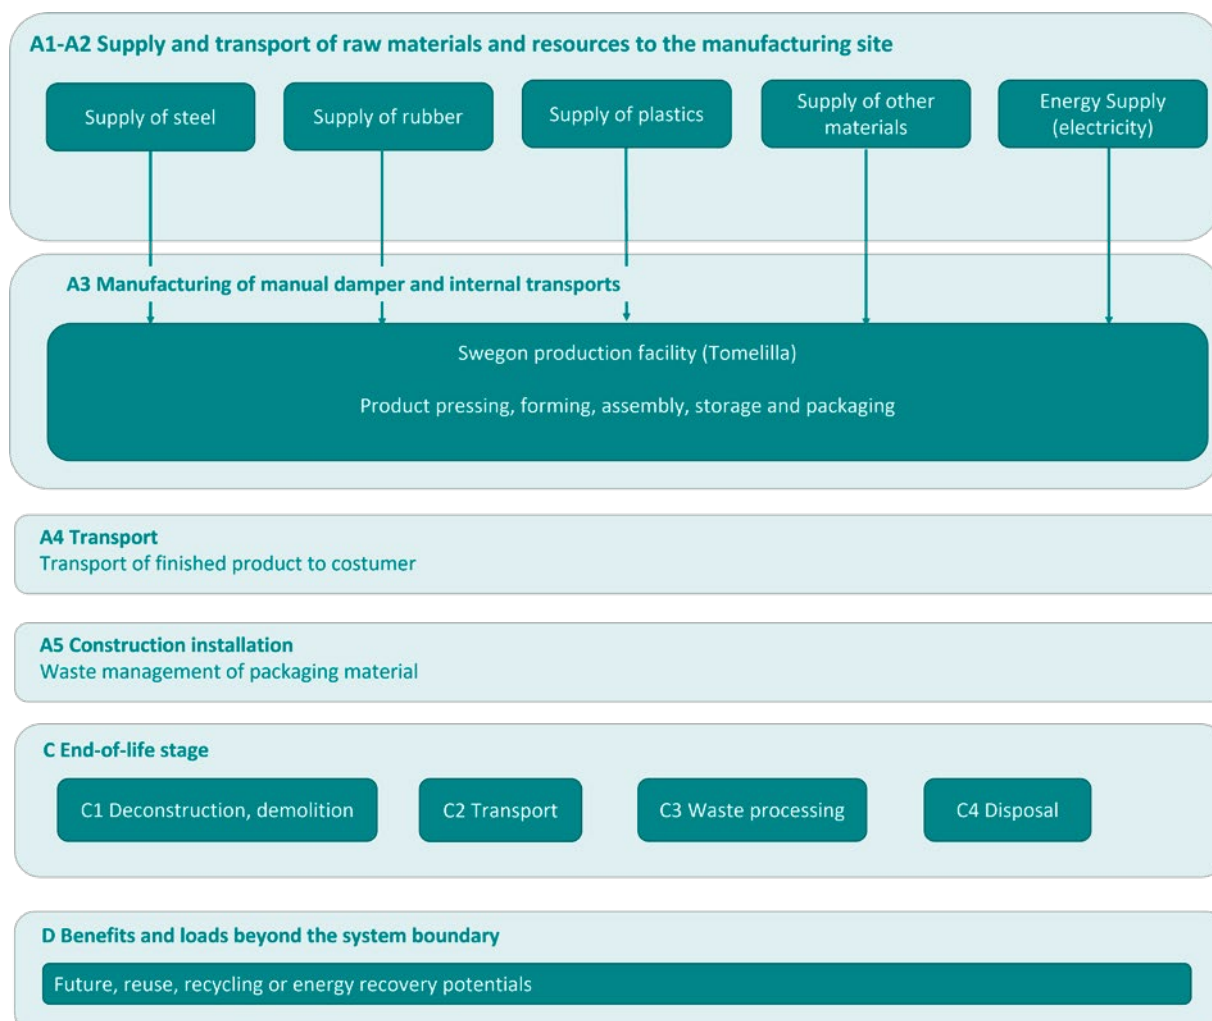 A1-A2 Supply and transport of raw materials and resources to the manufacturing site
Supply of steel
Supply of rubber
Supply of plastics
Supply of other
materials
Energy Supply
(electricity)
A3 Manufacturing of manual damper and internal transports
Swegon production facility (Tomelilla)
Product pressing, forming, assembly, storage and packaging
A4 Transport
Transport of finished product to costumer
A5 Construction installation
Waste management of packaging material
C End-of-life stage
C1 Deconstruction, demolition
C2 Transport
C3 Waste processing
C4 Disposal
D Benefits and loads beyond the system boundary
Future, reuse, recycling or energy recovery potentials